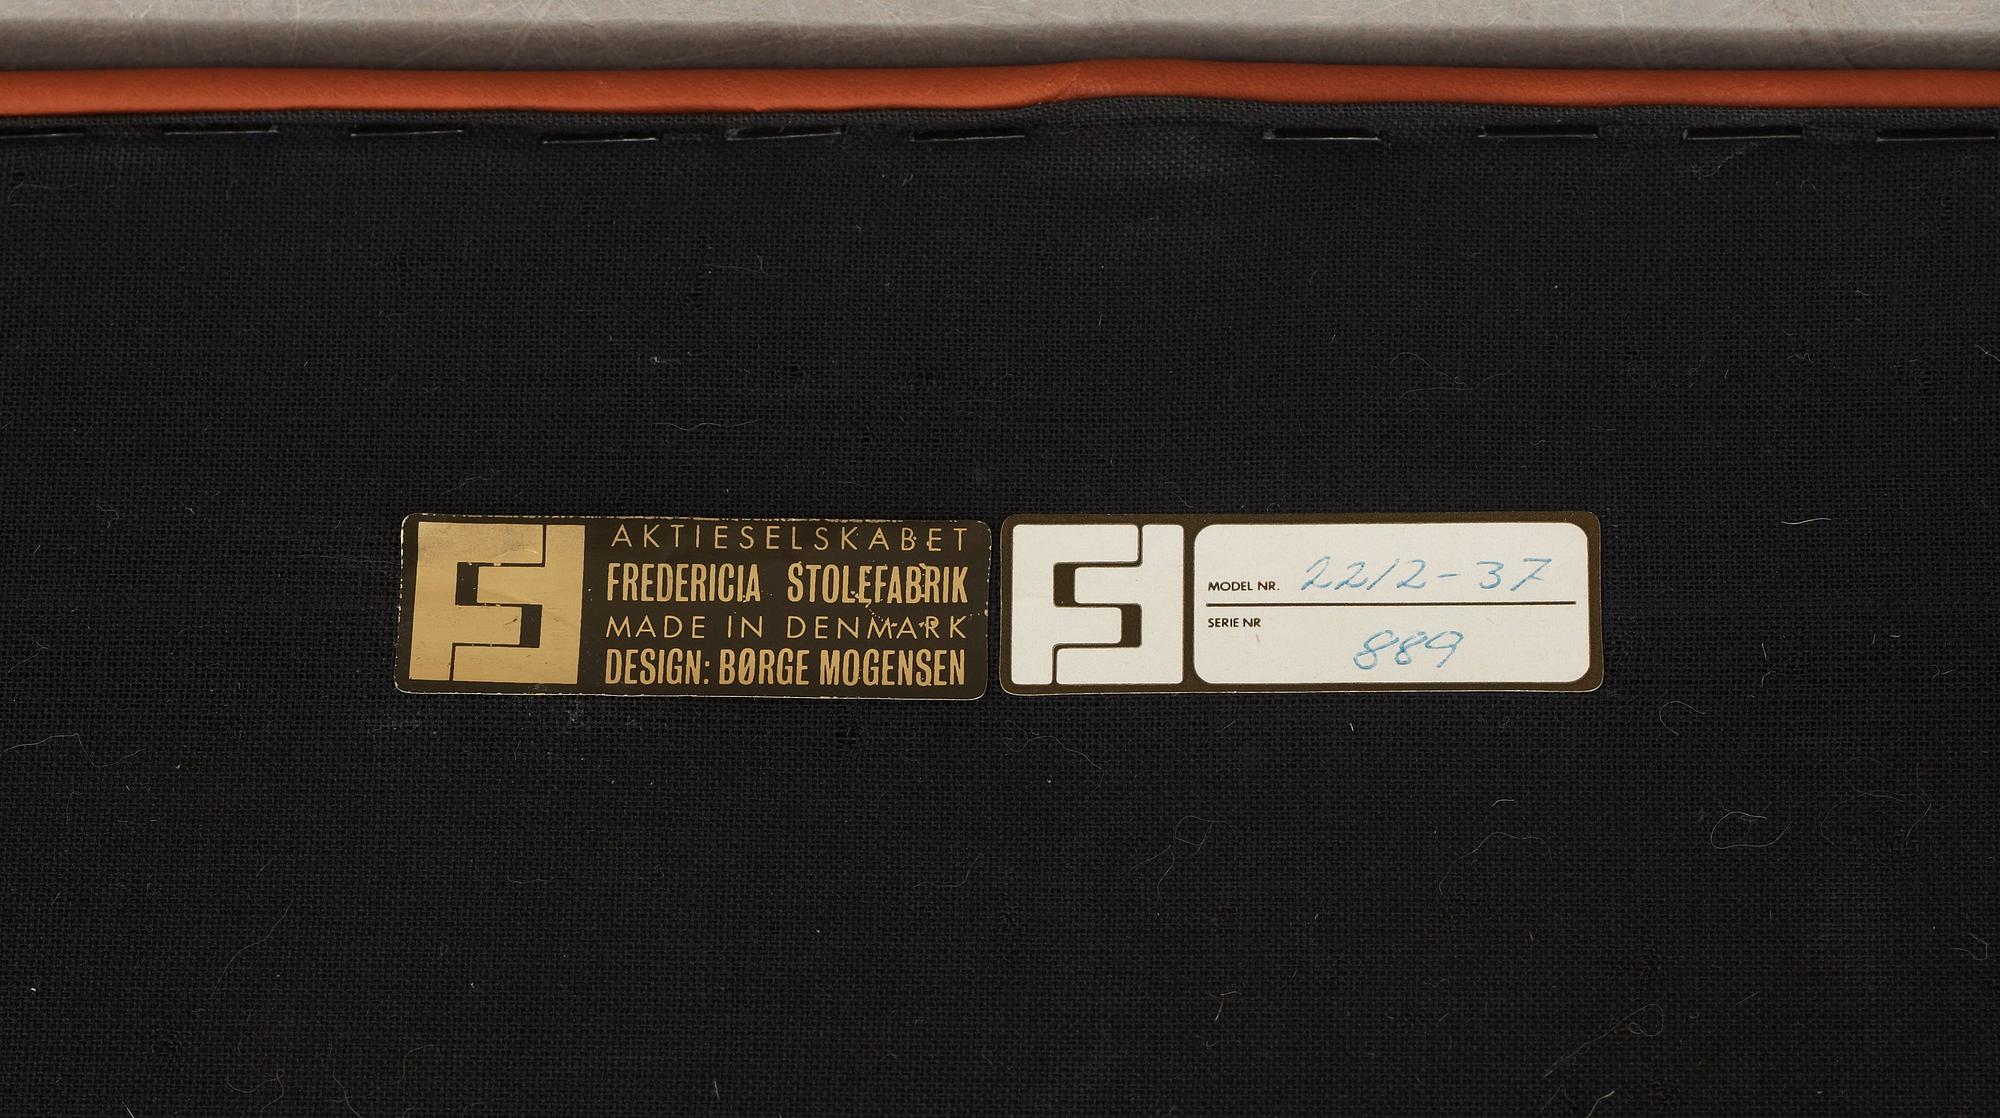 AKTIESELSKABET
FREDERICIA STOLEFABRIK
MADE IN DENMARK
DESIGN: BØRGE MOGENSEN
MODEL NR. 2212-37
SERIE NR
889